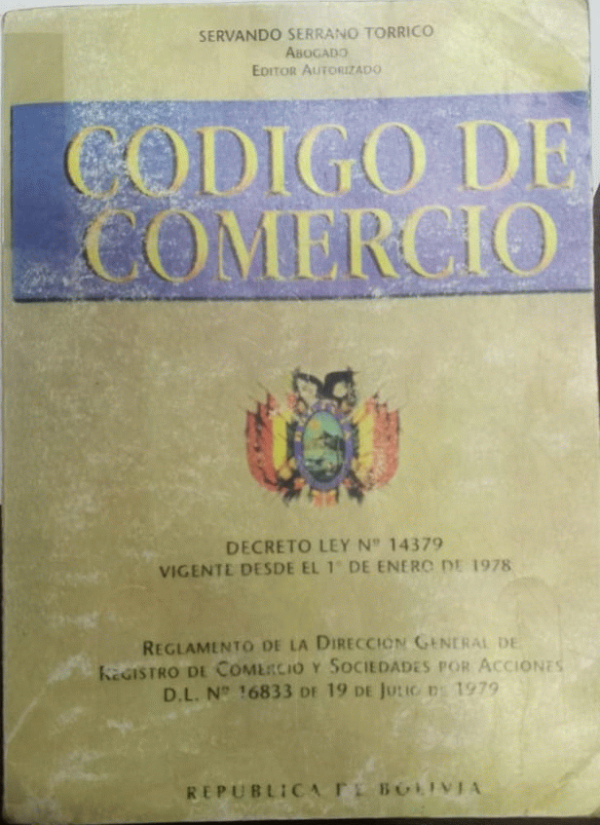 SERVANDO SERRANO TORRICO
ABOGADO
EDITOR AUTORIZADO
CODIGO DE
COMERCIO
DECRETO LEY Nº 14379
VIGENTE DESDE EL 1° DE ENERO DE 1978
REGLAMENTO DE LA DIRECCIÓN GENERAL DE
REGISTRO DE COMERCIO Y SOCIEDADES POR ACCIONES
D.L. Nº 16833 DE 19 DE JULIO DE 1979
REPUBLICA DE BOLIVIA